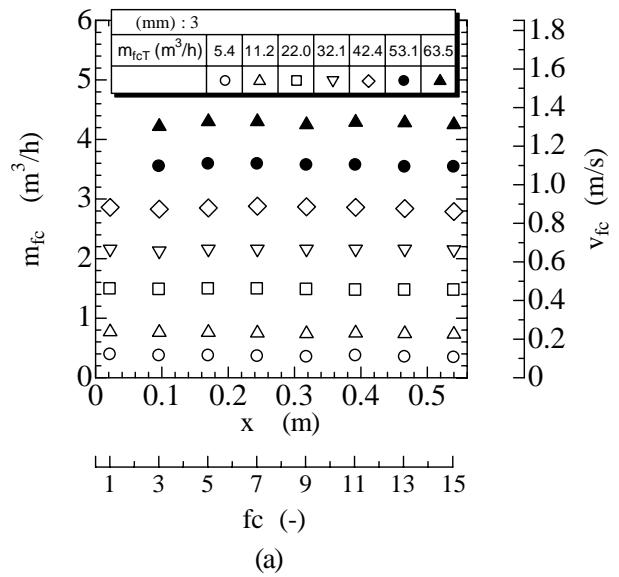 (mm) : 3
m_fcT (m³/h) 5.4 11.2 22.0 32.1 42.4 53.1 63.5
6
5
4
3
2
1
0
m_fc (m³/h)
1.8
1.6
1.4
1.2
1.0
0.8
0.6
0.4
0.2
0
v_fc (m/s)
0 0.1 0.2 0.3 0.4 0.5
x (m)
1 3 5 7 9 11 13 15
fc (-)
(a)